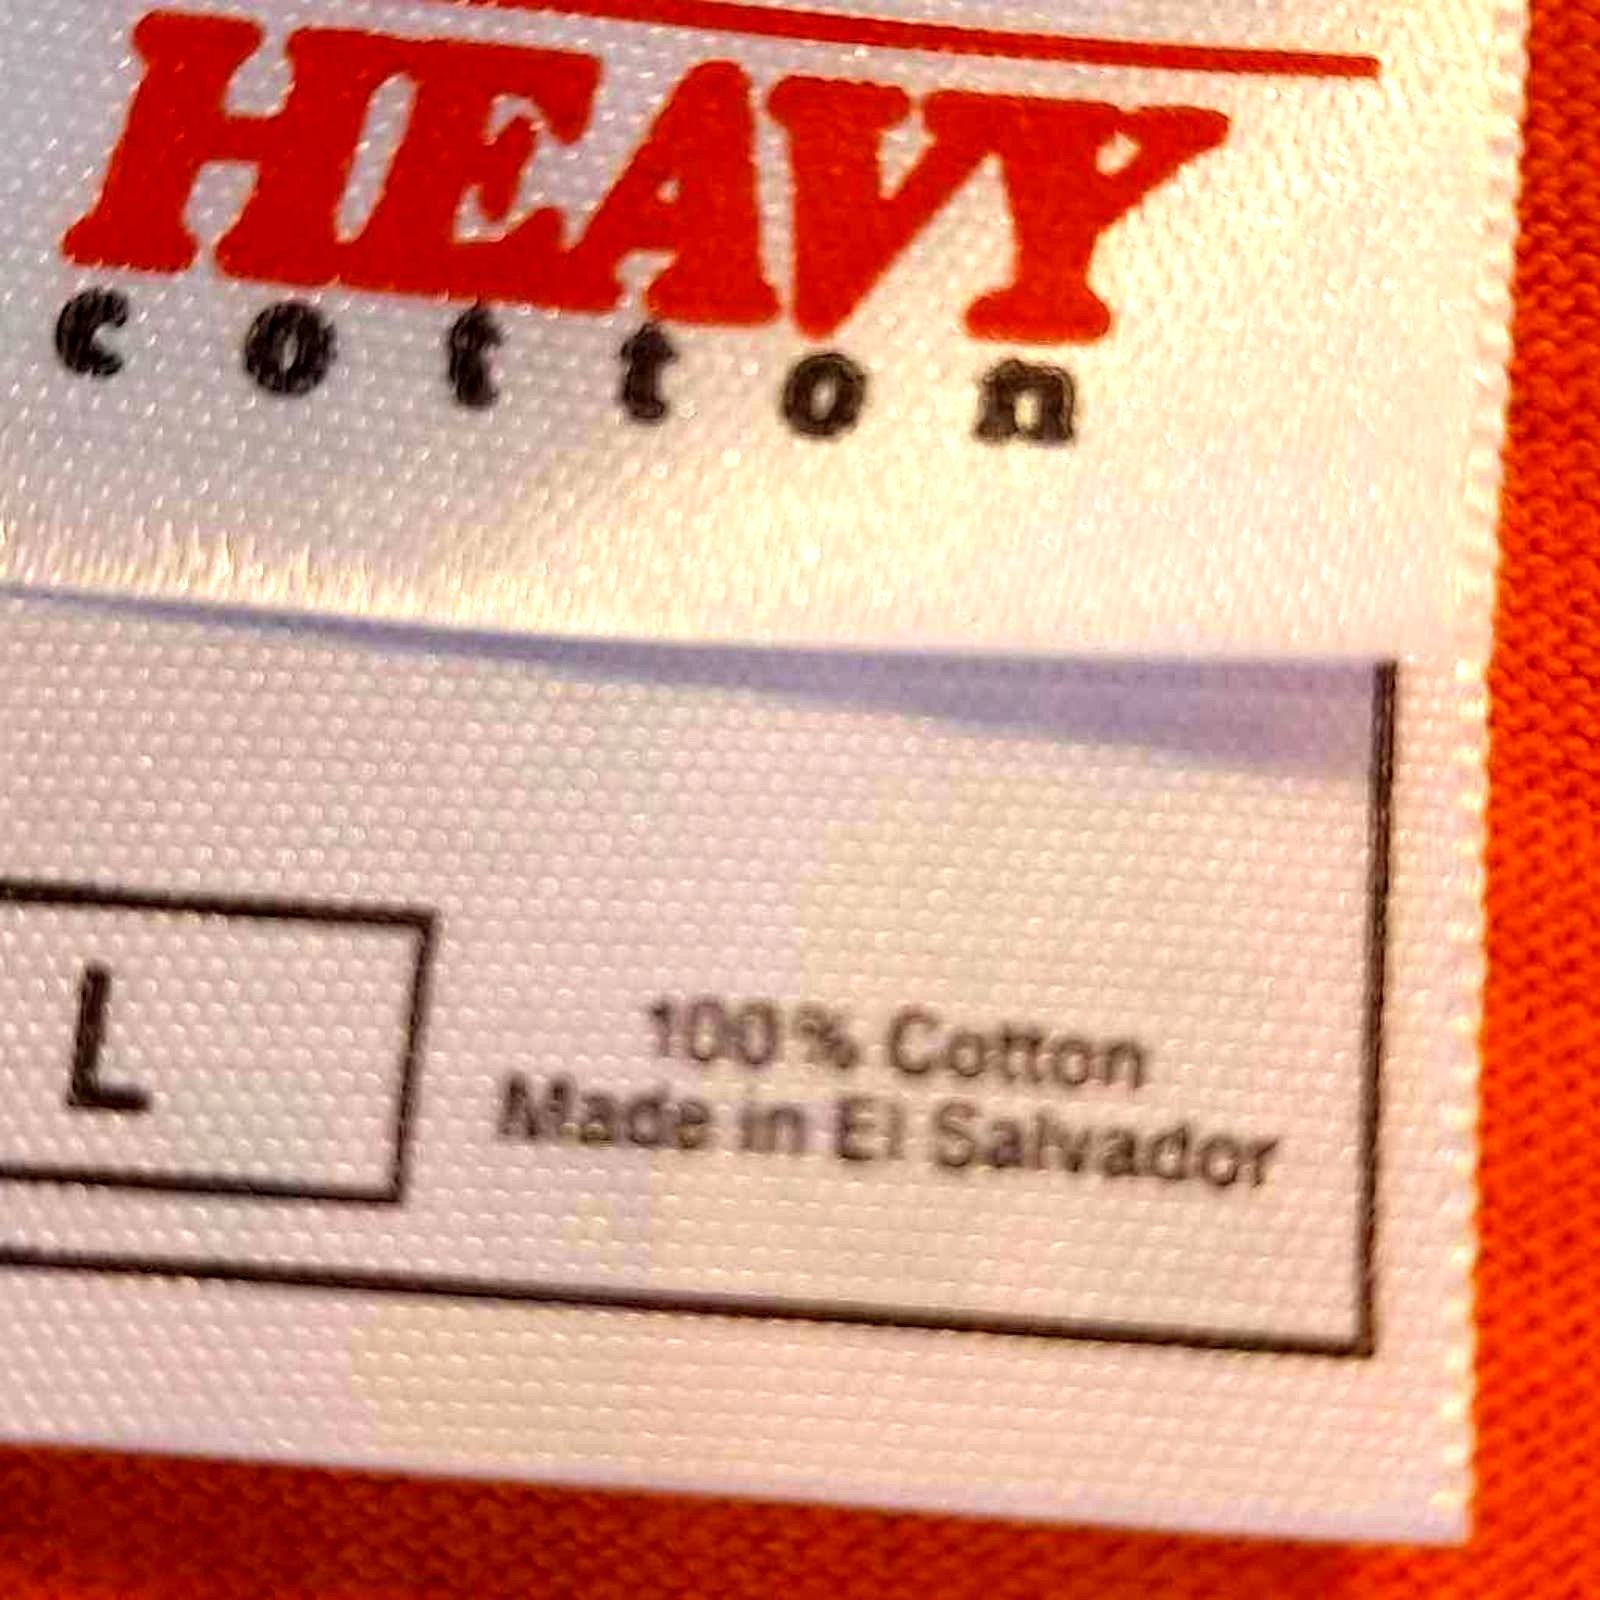 HEAVY
cotton
L
100% Cotton
Made in El Salvador